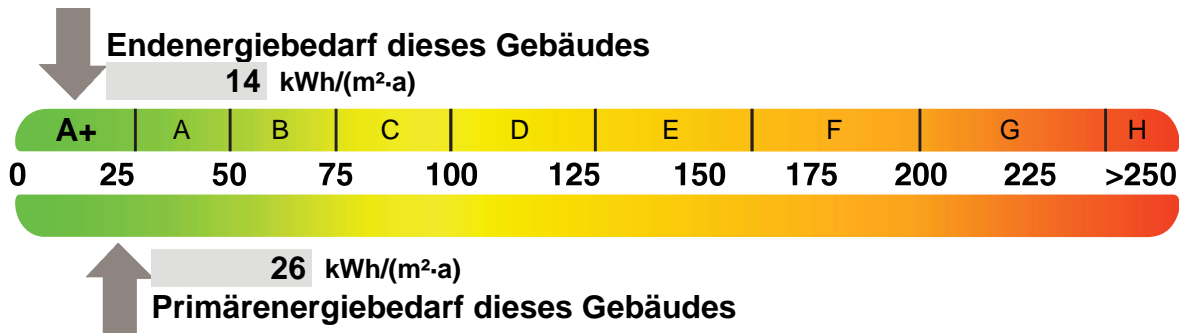 Endenergiebedarf dieses Gebäudes
14 kWh/(m²·a)
A+ A B C D E F G H
0 25 50 75 100 125 150 175 200 225 >250
26 kWh/(m²·a)
Primärenergiebedarf dieses Gebäudes